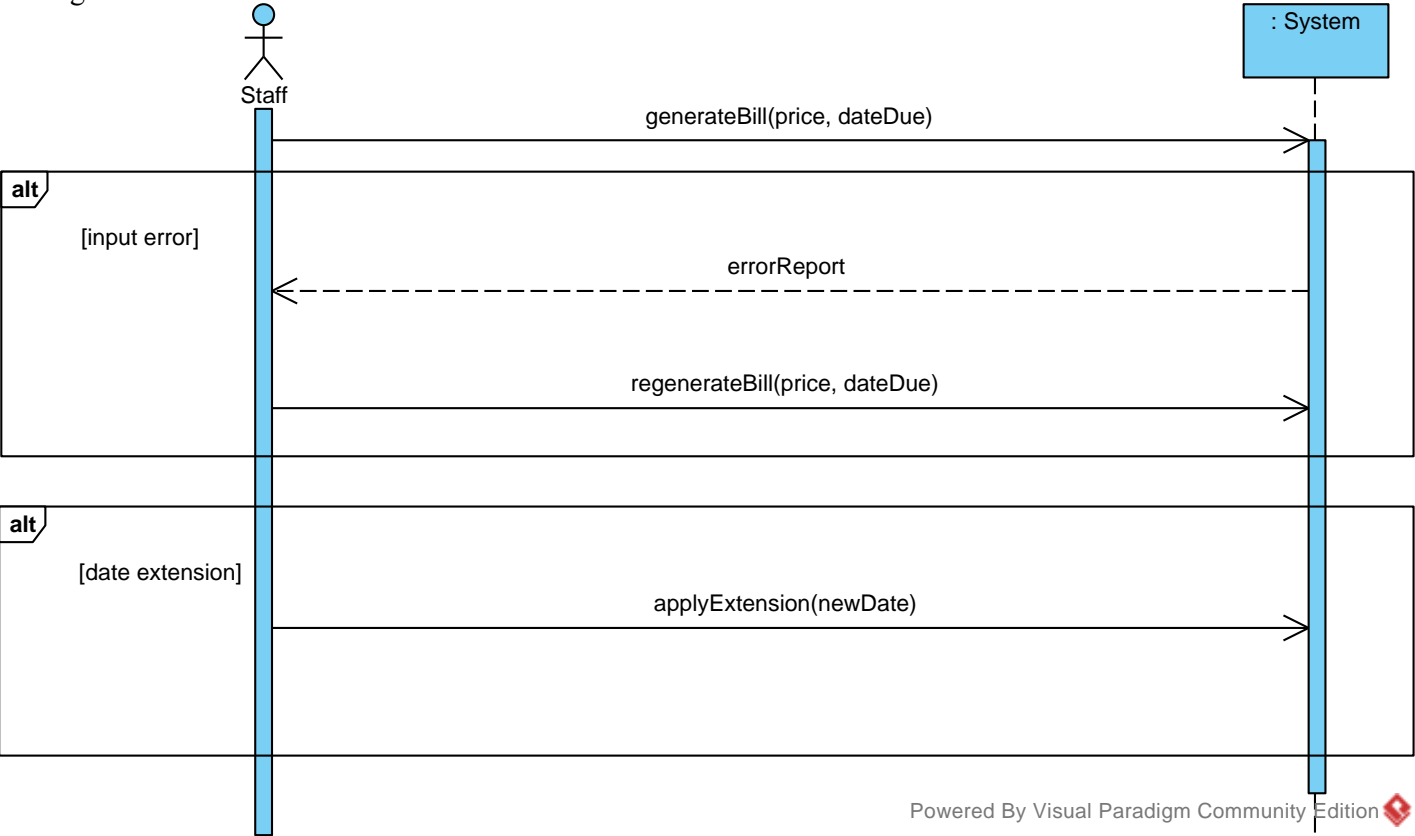 : System
Staff
generateBill(price, dateDue)
alt
[input error]
errorReport
regenerateBill(price, dateDue)
alt
[date extension]
applyExtension(newDate)
Powered By Visual Paradigm Community Edition